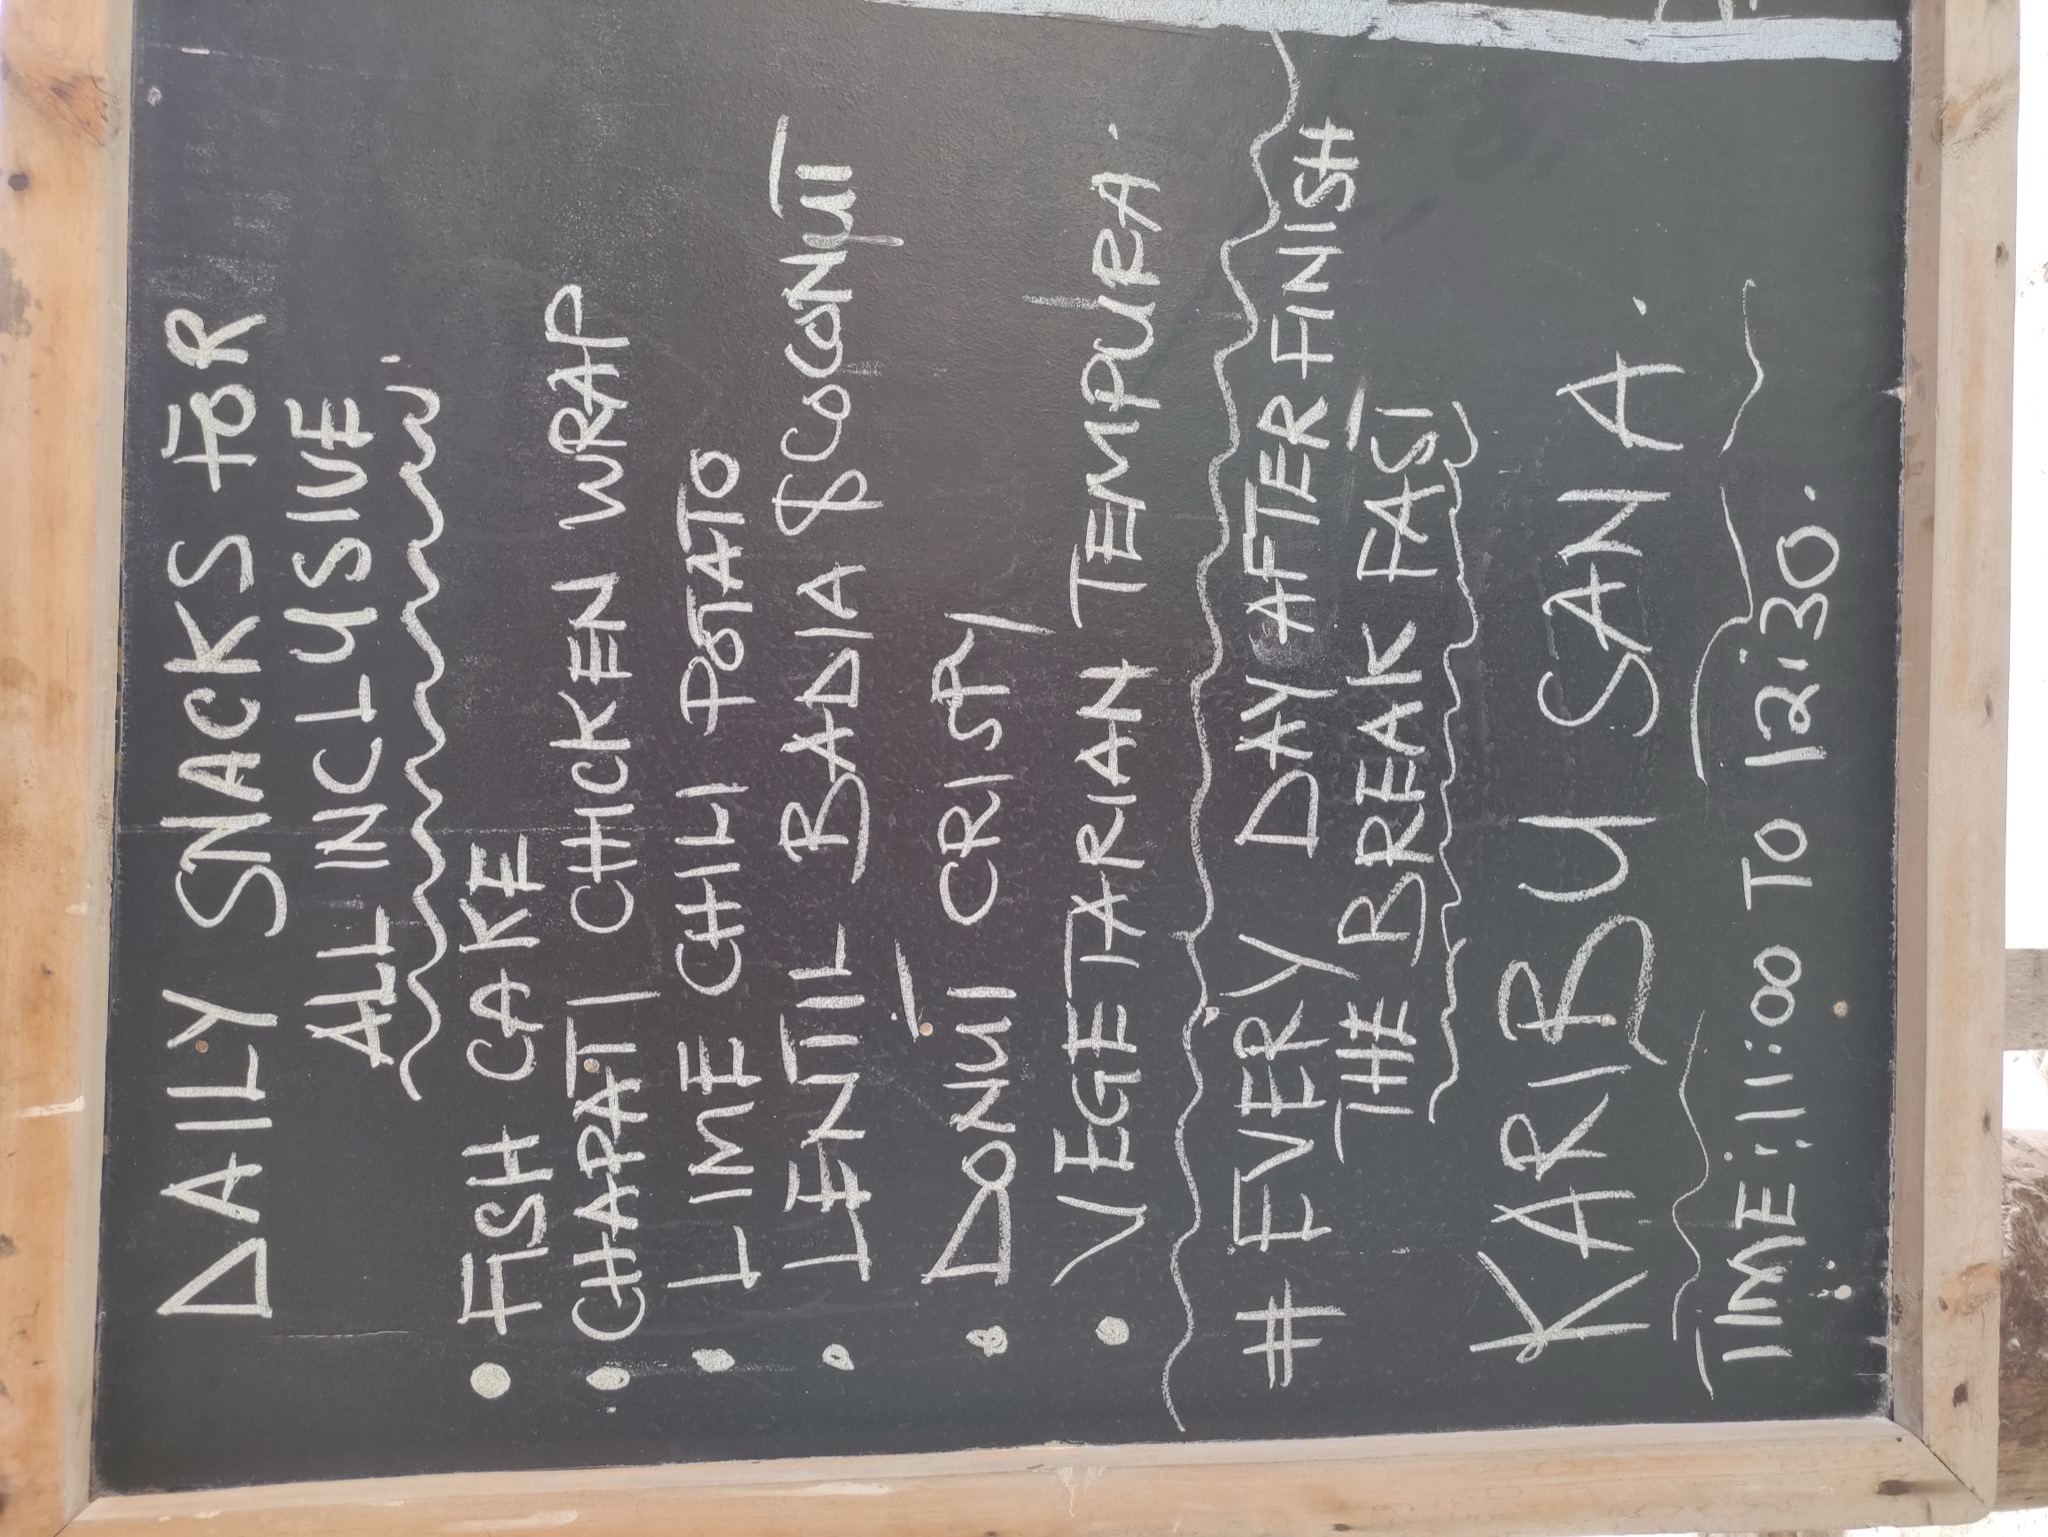 DAILY SNACKS FOR
ALL INCLUSIVE
• FISH CAKE
• CHAPATI CHICKEN WRAP
• LIME CHILI POTATO
• LENTIL BADIA & COCONUT
• DONUT CRISPY
• VEGETARIAN TEMPURA.
# EVERY DAY AFTER FINISH
THE BREAK FAST
KARIBU SANA.
TIME: 11:00 TO 12:30.